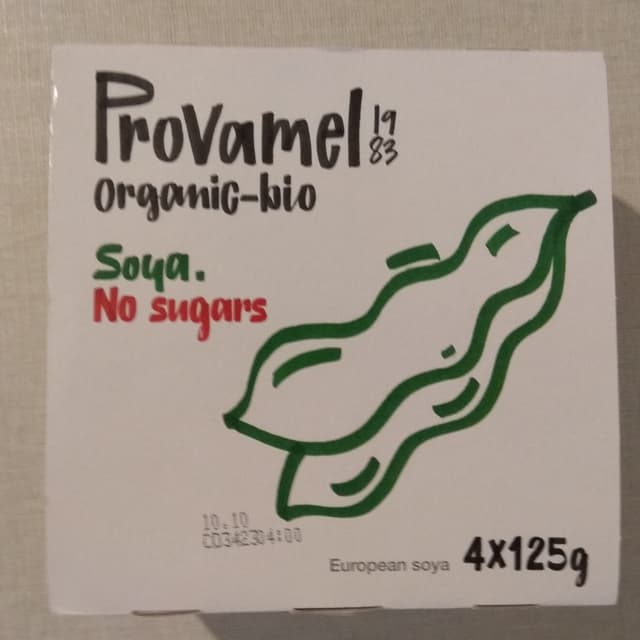 Provamel 19
83
organic-bio
Soya.
No sugars
10.10
CD342304:00
European soya 4x125g